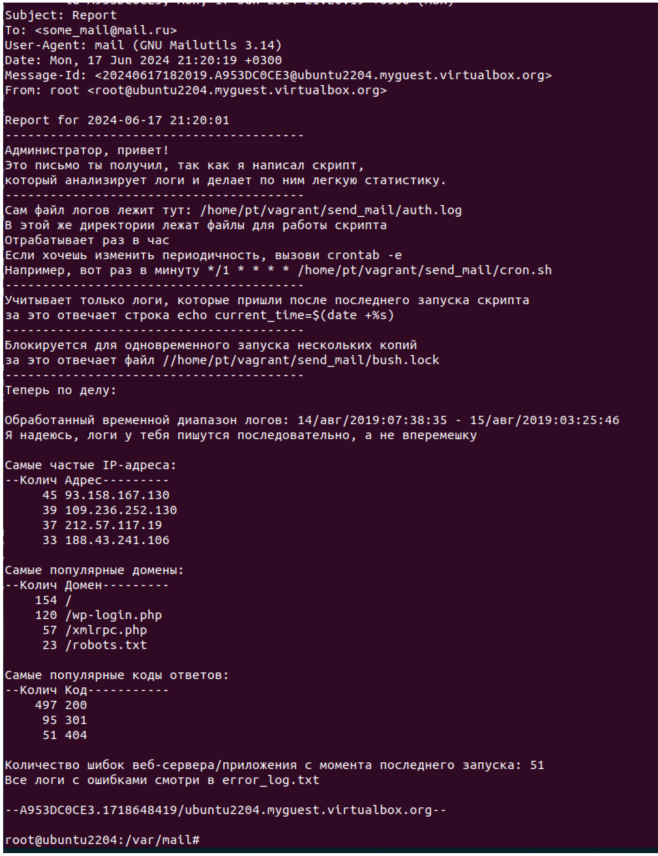 Subject: Report
To: <some_mail@mail.ru>
User-Agent: mail (GNU Mailutils 3.14)
Date: Mon, 17 Jun 2024 21:20:19 +0300
Message-Id: <20240617182019.A953DC0CE3@ubuntu2204.myguest.virtualbox.org>
From: root <root@ubuntu2204.myguest.virtualbox.org>
Report for 2024-06-17 21:20:01
----------------------------------------
Администратор, привет!
Это письмо ты получил, так как я написал скрипт,
который анализирует логи и делает по ним легкую статистику.
----------------------------------------
Сам файл логов лежит тут: /home/pt/vagrant/send_mail/auth.log
В этой же директории лежат файлы для работы скрипта
Отрабатывает раз в час
Если хочешь изменить периодичность, вызови crontab -e
Например, вот раз в минуту */1 * * * * /home/pt/vagrant/send_mail/cron.sh
----------------------------------------
Учитывает только логи, которые пришли после последнего запуска скрипта
за это отвечает строка echo current_time=$(date +%s)
----------------------------------------
Блокируется для одновременного запуска нескольких копий
за это отвечает файл //home/pt/vagrant/send_mail/bush.lock
----------------------------------------
Теперь по делу:
Обработанный временной диапазон логов: 14/авг/2019:07:38:35 - 15/авг/2019:03:25:46
Я надеюсь, логи у тебя пишутся последовательно, а не вперемешку
Самые частые IP-адреса:
--Колич Адрес---------
45 93.158.167.130
39 109.236.252.130
37 212.57.117.19
33 188.43.241.106
Самые популярные домены:
--Колич Домен---------
154 /
120 /wp-login.php
57 /xmlrpc.php
23 /robots.txt
Самые популярные коды ответов:
--Колич Код-----------
497 200
95 301
51 404
Количество шибок веб-сервера/приложения с момента последнего запуска: 51
Все логи с ошибками смотри в error_log.txt
--A953DC0CE3.1718648419/ubuntu2204.myguest.virtualbox.org--
root@ubuntu2204:/var/mail#